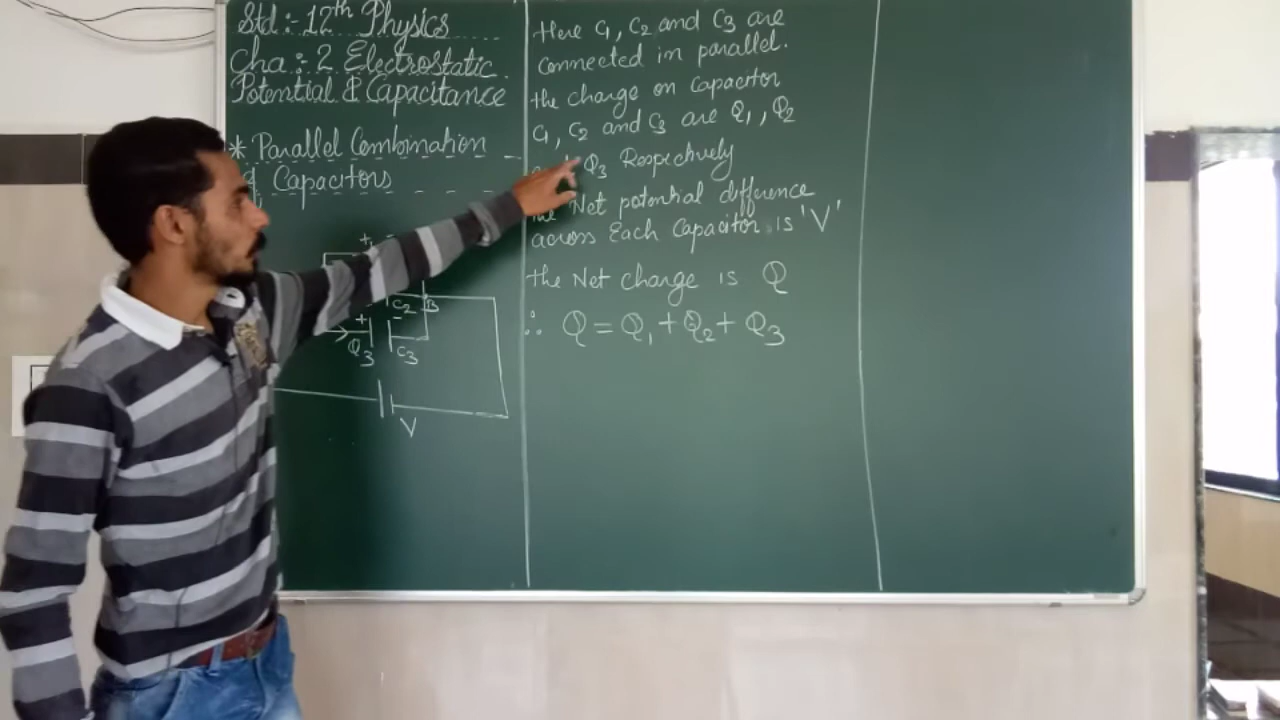 Std :- 12th Physics
Cha :- 2 Electrostatic
Potential & Capacitance
* Parallel Combination
of Capacitors
+ -
C2 B
+ -
Q3 C3
V
Here C1, C2 and C3 are
connected in parallel.
the charge on capacitor
C1, C2 and C3 are Q1, Q2
Q3 Respectively
the Net potential difference
across Each Capacitor is 'V'
the Net charge is Q
∴ Q = Q1 + Q2 + Q3